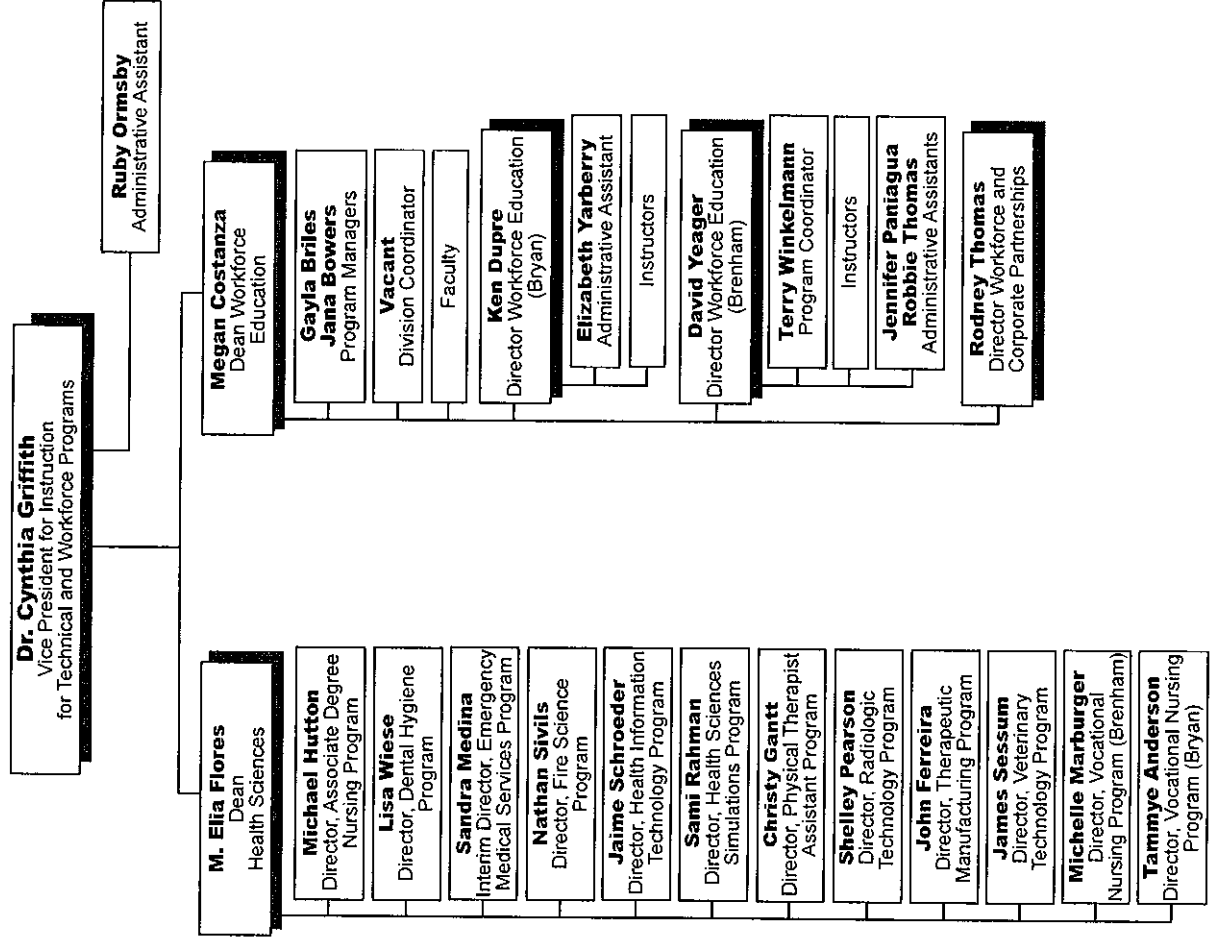 Dr. Cynthia Griffith
Vice President for Instruction
for Technical and Workforce Programs
Ruby Ormsby
Administrative Assistant
M. Elia Flores
Dean
Health Sciences
Michael Hutton
Director, Associate Degree
Nursing Program
Lisa Wiese
Director, Dental Hygiene
Program
Sandra Medina
Interim Director, Emergency
Medical Services Program
Nathan Sivils
Director, Fire Science
Program
Jaime Schroeder
Director, Health Information
Technology Program
Sami Rahman
Director, Health Sciences
Simulations Program
Christy Gantt
Director, Physical Therapist
Assistant Program
Shelley Pearson
Director, Radiologic
Technology Program
John Ferreira
Director, Therapeutic
Manufacturing Program
James Sessum
Director, Veterinary
Technology Program
Michelle Marburger
Director, Vocational
Nursing Program (Brenham)
Tammye Anderson
Director, Vocational Nursing
Program (Bryan)
Megan Costanza
Dean Workforce
Education
Gayla Briles
Jana Bowers
Program Managers
Vacant
Division Coordinator
Faculty
Ken Dupre
Director Workforce Education
(Bryan)
Elizabeth Yarberry
Administrative Assistant
Instructors
David Yeager
Director Workforce Education
(Brenham)
Terry Winkelmann
Program Coordinator
Instructors
Jennifer Paniagua
Robbie Thomas
Administrative Assistants
Rodney Thomas
Director Workforce and
Corporate Partnerships